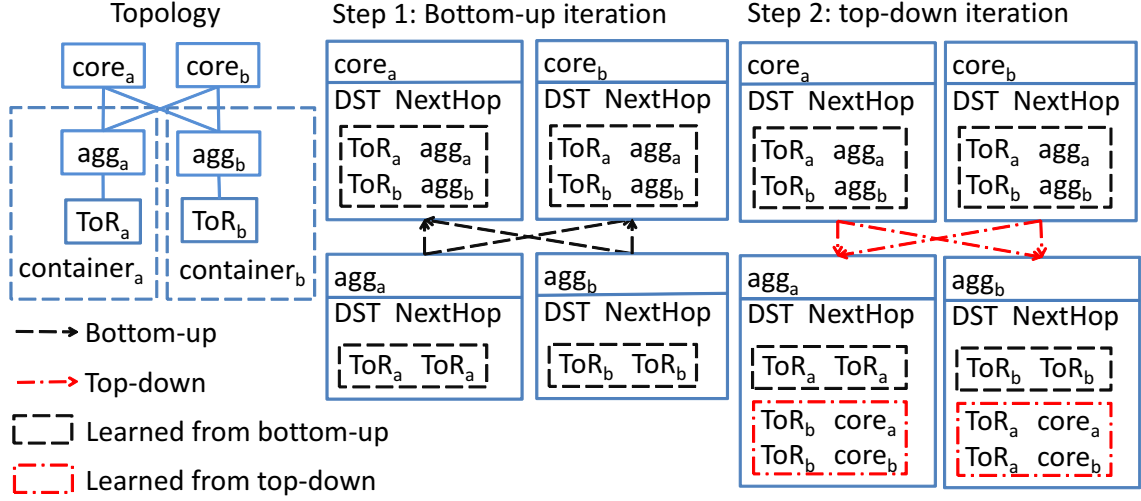 Topology
core_a
core_b
agg_a
agg_b
ToR_a
ToR_b
container_a
container_b
Bottom-up
Top-down
Learned from bottom-up
Learned from top-down
Step 1: Bottom-up iteration
core_a
DST NextHop
ToR_a agg_a
ToR_b agg_b
core_b
DST NextHop
ToR_a agg_a
ToR_b agg_b
agg_a
DST NextHop
ToR_a ToR_a
agg_b
DST NextHop
ToR_b ToR_b
Step 2: top-down iteration
core_a
DST NextHop
ToR_a agg_a
ToR_b agg_b
core_b
DST NextHop
ToR_a agg_a
ToR_b agg_b
agg_a
DST NextHop
ToR_a ToR_a
ToR_b core_a
ToR_b core_b
agg_b
DST NextHop
ToR_b ToR_b
ToR_a core_a
ToR_a core_b